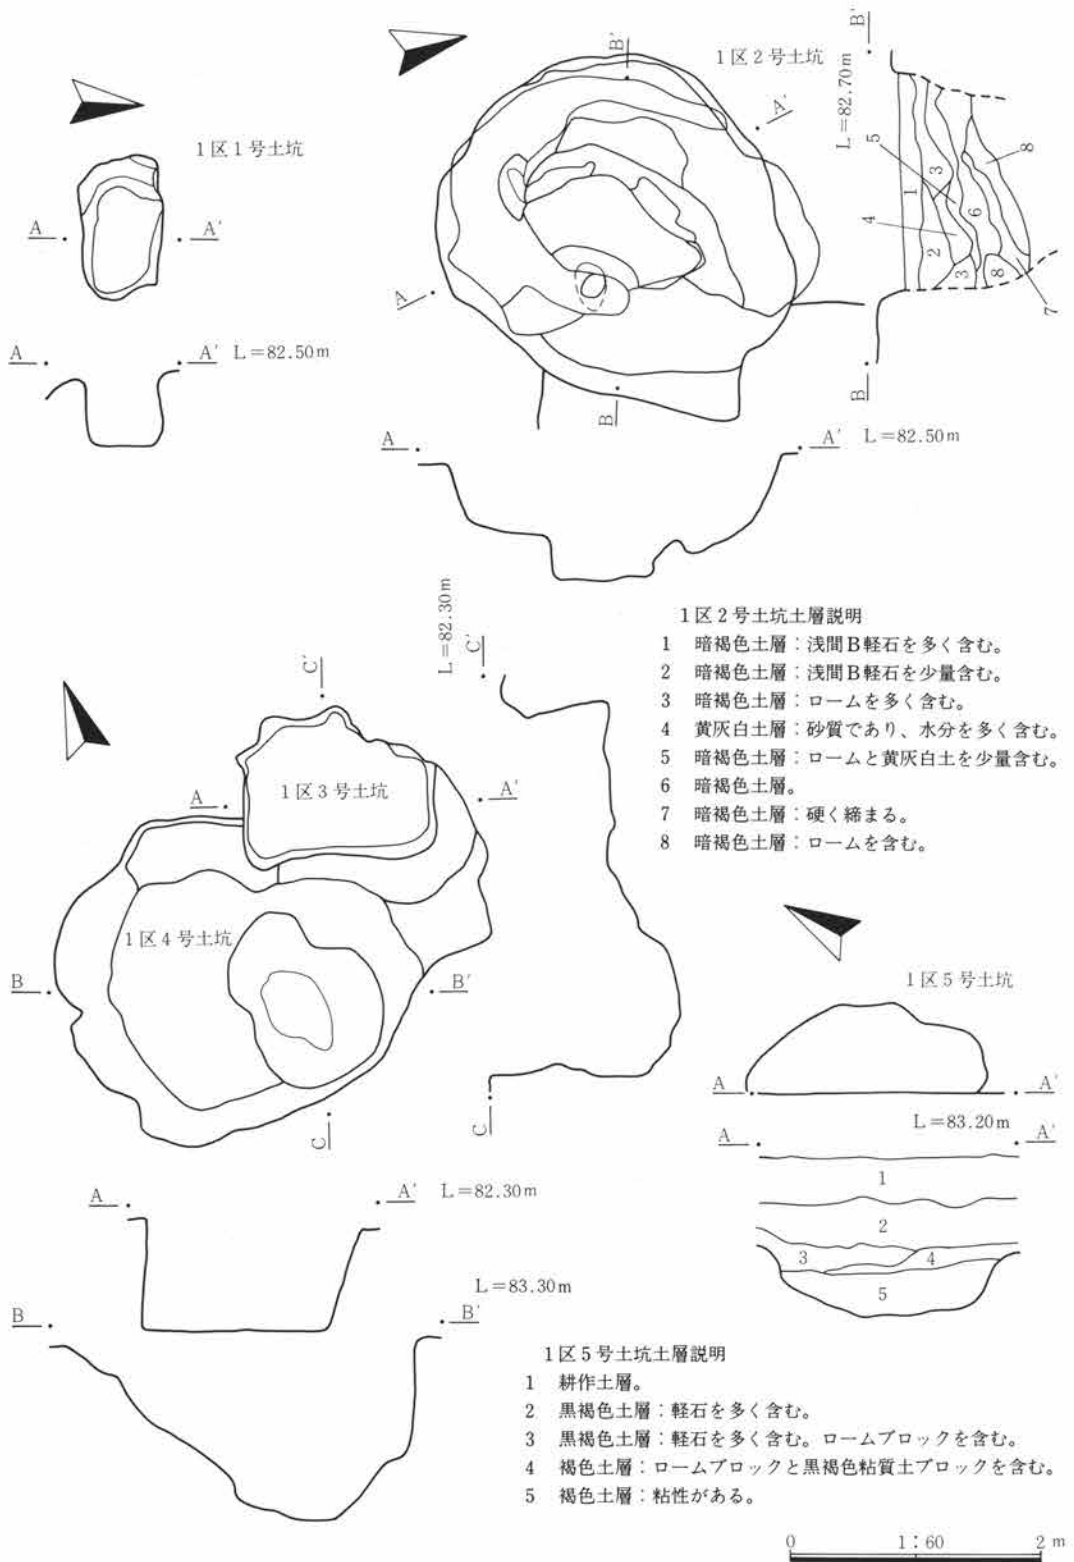 1区1号土坑
A A'
A A' L=82.50m
1区2号土坑
B'
A'
A
B
B'
L=82.70m
5
4
1
2
3
3
6
8
8
7
B
A A' L=82.50m
1区2号土坑土層説明
1 暗褐色土層:浅間B軽石を多く含む。
2 暗褐色土層:浅間B軽石を少量含む。
3 暗褐色土層:ロームを多く含む。
4 黄灰白土層:砂質であり、水分を多く含む。
5 暗褐色土層:ロームと黄灰白土を少量含む。
6 暗褐色土層。
7 暗褐色土層:硬く締まる。
8 暗褐色土層:ロームを含む。
C'
1区3号土坑
A A'
1区4号土坑
B B'
C
L=82.30m
C'
C
A A' L=82.30m
L=83.30m
B B'
1区5号土坑
A A'
L=83.20m
A A'
1
2
3 4
5
1区5号土坑土層説明
1 耕作土層。
2 黒褐色土層:軽石を多く含む。
3 黒褐色土層:軽石を多く含む。ロームブロックを含む。
4 褐色土層:ロームブロックと黒褐色粘質土ブロックを含む。
5 褐色土層:粘性がある。
0 1:60 2m